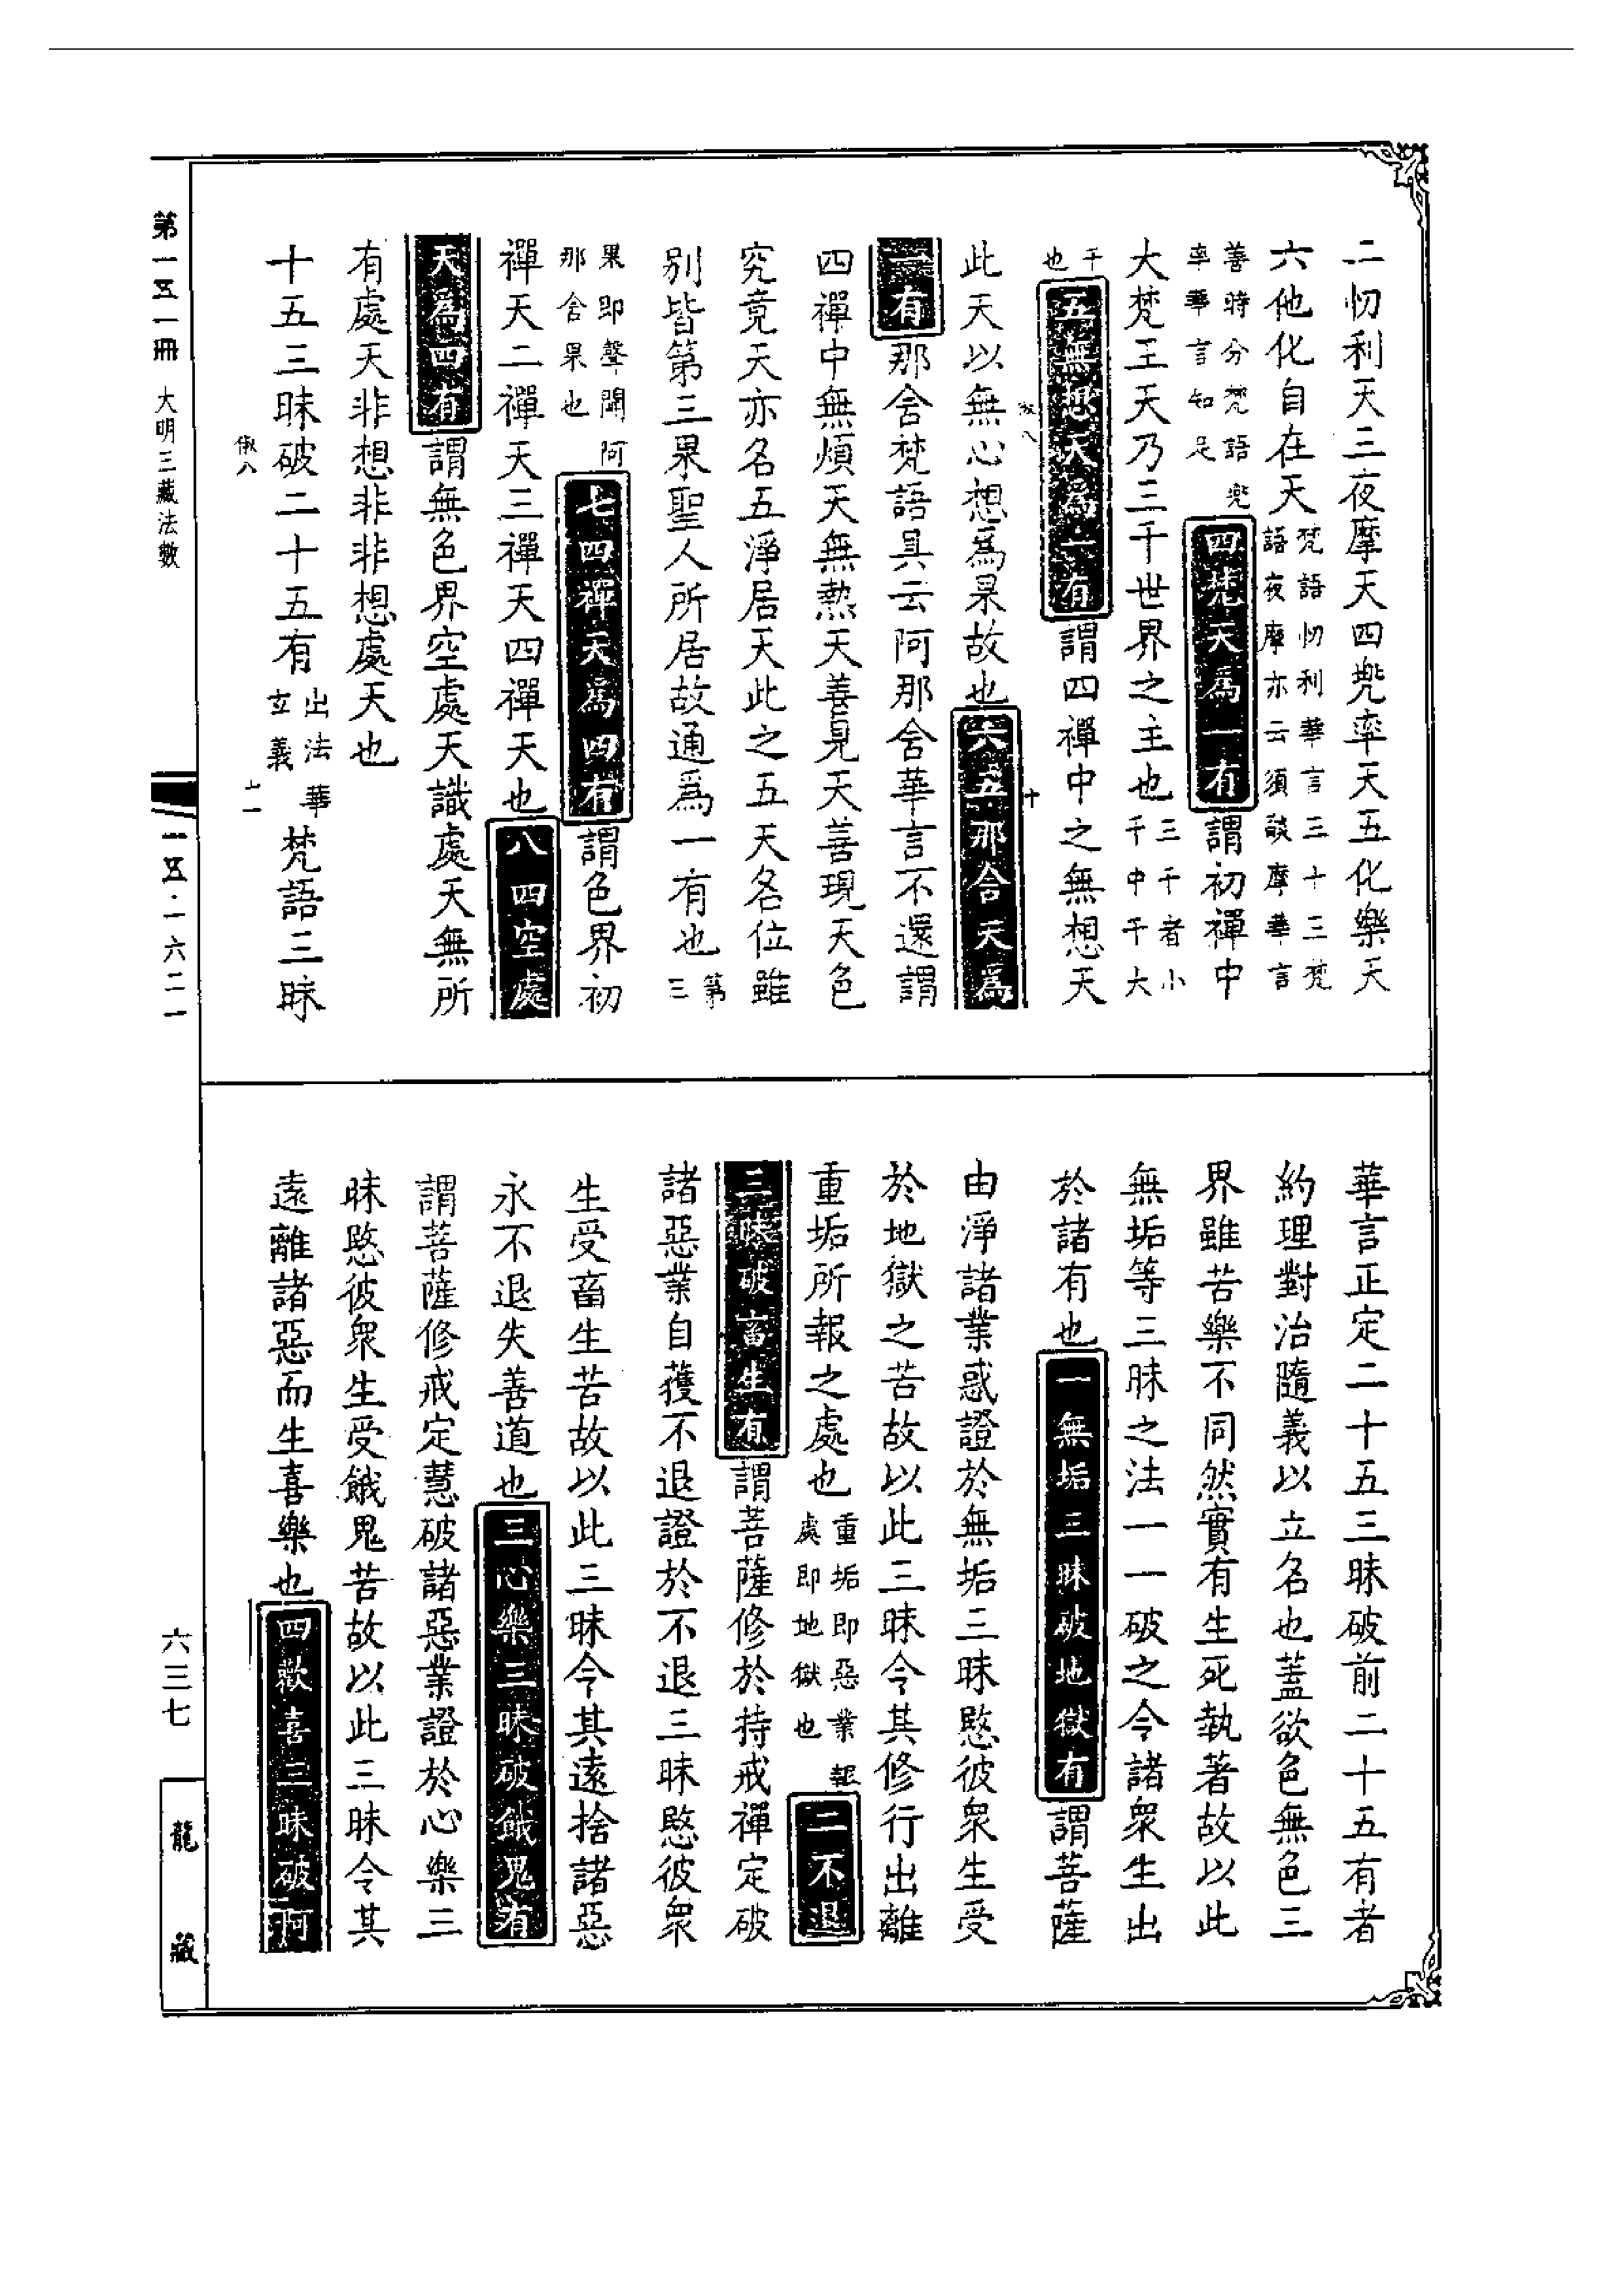 二忉利天三夜摩天四兠率天五化樂天
六他化自在天梵語忉利華言三十三梵語夜摩亦云須燄摩華言
善時分梵語兠率華言知足四梵天為一有謂初禪中
大梵王天乃三千世界之主也三千者小千中千大
千也五無想天為一有謂四禪中之無想天
此天以無心想爲果故也六五那含天為
一有那含梵語具云阿那含華言不還謂
四禪中無煩天無熱天善見天善現天色
究竟天亦名五淨居天此之五天名位雖
別皆第三果聖人所居故通爲一有也第三
果即聲聞阿那含果也七四禪天為四有謂色界初
禪天二禪天三禪天四禪天也八四空處
天為四有謂無色界空處天識處天無所
有處天非想非非想處天也
十五三昧破二十五有出法華玄義梵語三昧
華言正定二十五三昧破前二十五有者
約理對治隨義以立名也蓋欲色無色三
界雖苦樂不同然實有生死執著故以此
無垢等三昧之法一一破之令諸衆生出
於諸有也一無垢三昧破地獄有謂菩薩
由淨諸業惑證於無垢三昧愍彼衆生受
於地獄之苦故以此三昧令其修行出離
重垢所報之處也重垢即惡業報處即地獄也二不退
三昧破畜生有謂菩薩修於持戒禪定破
諸惡業自獲不退證於不退三昧愍彼衆
生受畜生苦故以此三昧令其遠捨諸惡
永不退失善道也三心樂三昧破餓鬼有
謂菩薩修戒定慧破諸惡業證於心樂三
昧愍彼衆生受餓鬼苦故以此三昧令其
遠離諸惡而生喜樂也四歡喜三昧破阿
第一五一冊 大明三藏法數
一五·一六二一
六三七
龍藏